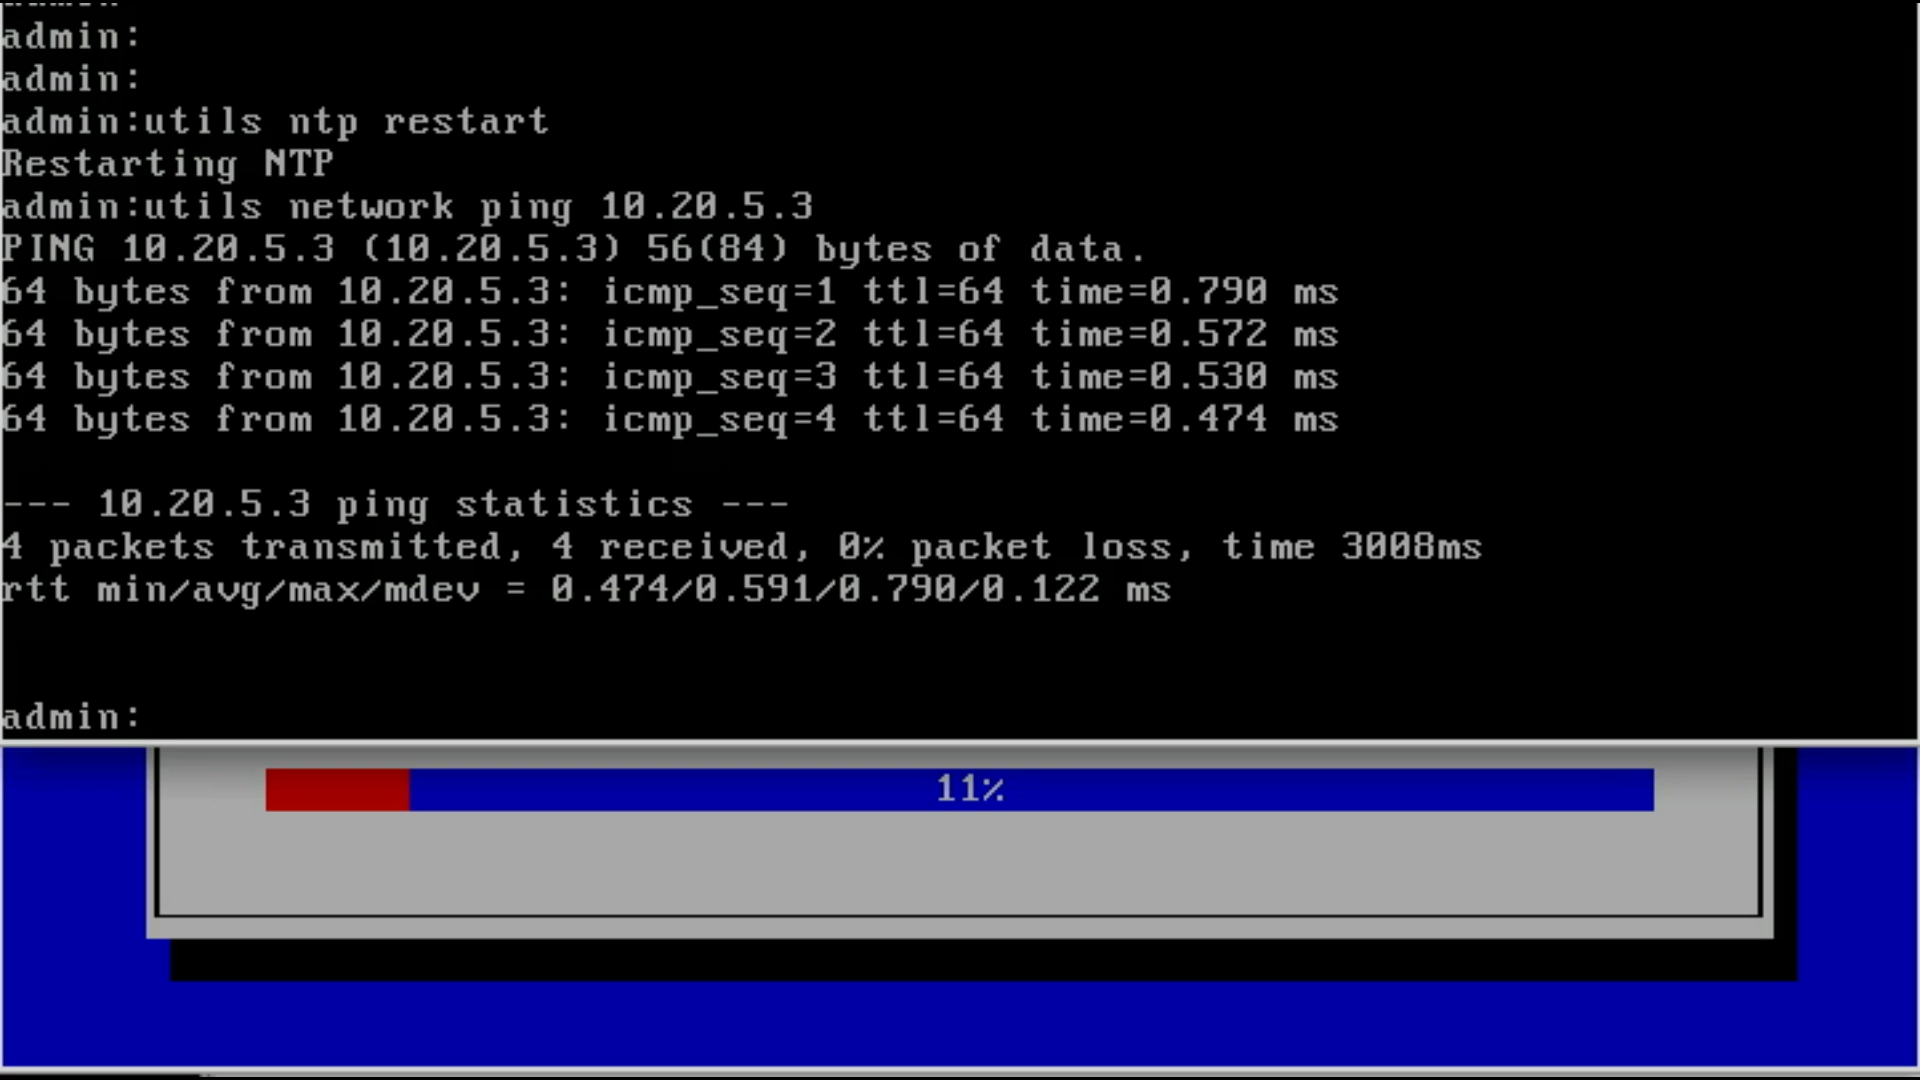 admin:
admin:
admin:utils ntp restart
Restarting NTP
admin:utils network ping 10.20.5.3
PING 10.20.5.3 (10.20.5.3) 56(84) bytes of data.
64 bytes from 10.20.5.3: icmp_seq=1 ttl=64 time=0.790 ms
64 bytes from 10.20.5.3: icmp_seq=2 ttl=64 time=0.572 ms
64 bytes from 10.20.5.3: icmp_seq=3 ttl=64 time=0.530 ms
64 bytes from 10.20.5.3: icmp_seq=4 ttl=64 time=0.474 ms
--- 10.20.5.3 ping statistics ---
4 packets transmitted, 4 received, 0% packet loss, time 3008ms
rtt min/avg/max/mdev = 0.474/0.591/0.790/0.122 ms
admin:
11%